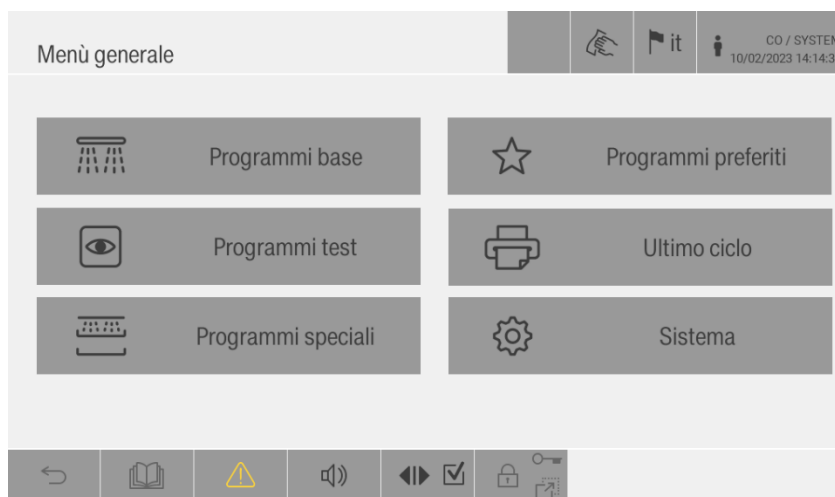 Menù generale
it
CO / SYSTEM
10/02/2023 14:14:3
Programmi base
Programmi preferiti
Programmi test
Ultimo ciclo
Programmi speciali
Sistema